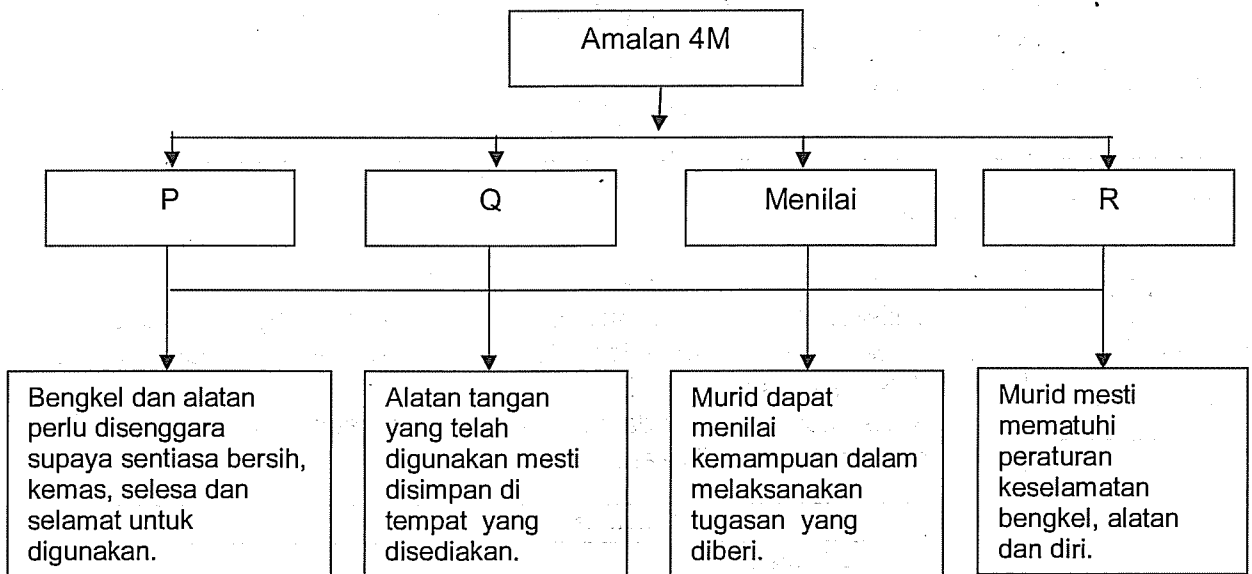 Amalan 4M
P
Q
Menilai
R
Bengkel dan alatan
perlu disenggara
supaya sentiasa bersih,
kemas, selesa dan
selamat untuk
digunakan.
Alatan tangan
yang telah
digunakan mesti
disimpan di
tempat yang
disediakan.
Murid dapat
menilai
kemampuan dalam
melaksanakan
tugasan yang
diberi.
Murid mesti
mematuhi
peraturan
keselamatan
bengkel, alatan
dan diri.